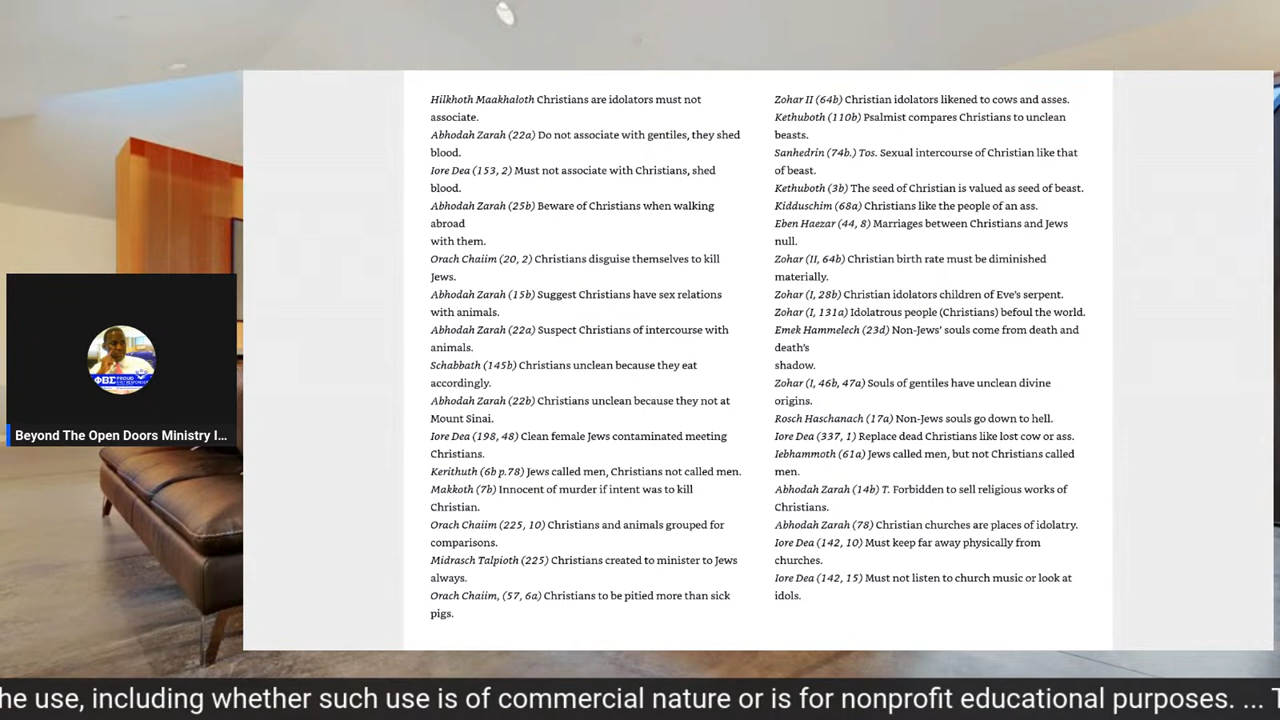 Hilkhoth Maakhaloth Christians are idolators must not
associate.
Abhodah Zarah (22a) Do not associate with gentiles, they shed
blood.
Iore Dea (153, 2) Must not associate with Christians, shed
blood.
Abhodah Zarah (25b) Beware of Christians when walking
abroad
with them.
Orach Chaiim (20, 2) Christians disguise themselves to kill
Jews.
Abhodah Zarah (15b) Suggest Christians have sex relations
with animals.
Abhodah Zarah (22a) Suspect Christians of intercourse with
animals.
Schabbath (145b) Christians unclean because they eat
accordingly.
Abhodah Zarah (22b) Christians unclean because they not at
Mount Sinai.
Iore Dea (198, 48) Clean female Jews contaminated meeting
Christians.
Kerithuth (6b p.78) Jews called men, Christians not called men.
Makkoth (7b) Innocent of murder if intent was to kill
Christian.
Orach Chaiim (225, 10) Christians and animals grouped for
comparisons.
Midrasch Talpioth (225) Christians created to minister to Jews
always.
Orach Chaiim, (57, 6a) Christians to be pitied more than sick
pigs.
Zohar II (64b) Christian idolators likened to cows and asses.
Kethuboth (110b) Psalmist compares Christians to unclean
beasts.
Sanhedrin (74b.) Tos. Sexual intercourse of Christian like that
of beast.
Kethuboth (3b) The seed of Christian is valued as seed of beast.
Kidduschim (68a) Christians like the people of an ass.
Eben Haezar (44, 8) Marriages between Christians and Jews
null.
Zohar (II, 64b) Christian birth rate must be diminished
materially.
Zohar (I, 28b) Christian idolators children of Eve's serpent.
Zohar (I, 131a) Idolatrous people (Christians) befoul the world.
Emek Hammelech (23d) Non-Jews' souls come from death and
death's
shadow.
Zohar (I, 46b, 47a) Souls of gentiles have unclean divine
origins.
Rosch Haschanach (17a) Non-Jews souls go down to hell.
Iore Dea (337, 1) Replace dead Christians like lost cow or ass.
Iebhammoth (61a) Jews called men, but not Christians called
men.
Abhodah Zarah (14b) T. Forbidden to sell religious works of
Christians.
Abhodah Zarah (78) Christian churches are places of idolatry.
Iore Dea (142, 10) Must keep far away physically from
churches.
Iore Dea (142, 15) Must not listen to church music or look at
idols.
ΦΒΣ PROUD
Beyond The Open Doors Ministry I...
he use, including whether such use is of commercial nature or is for nonprofit educational purposes. ... T